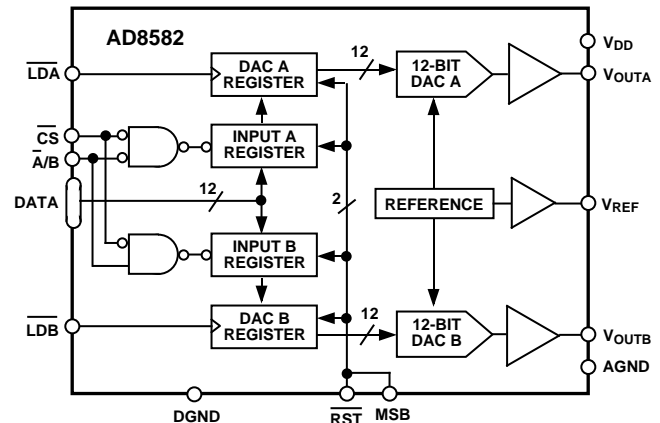 AD8582
LDA
DAC A
REGISTER
12
12-BIT
DAC A
VDD
VOUTA
CS
A/B
INPUT A
REGISTER
DATA
12
2
REFERENCE
VREF
INPUT B
REGISTER
LDB
DAC B
REGISTER
12
12-BIT
DAC B
VOUTB
AGND
DGND
RST
MSB